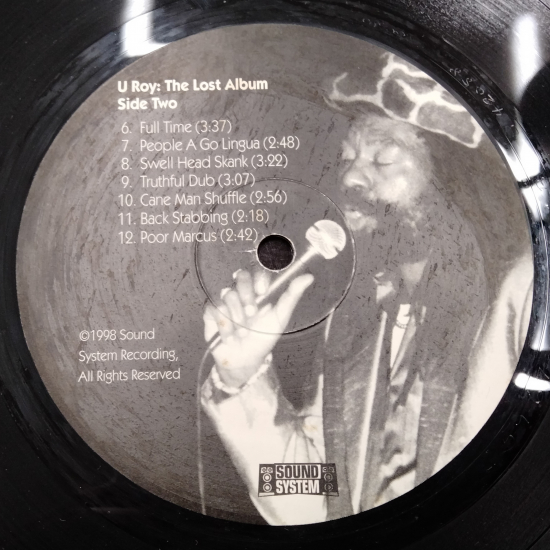 U Roy: The Lost Album
Side Two
6. Full Time (3:37)
7. People A Go Lingua (2:48)
8. Swell Head Skank (3:22)
9. Truthful Dub (3:07)
10. Cane Man Shuffle (2:56)
11. Back Stabbing (2:18)
12. Poor Marcus (2:42)
©1998 Sound
System Recording,
All Rights Reserved
SOUND
SYSTEM